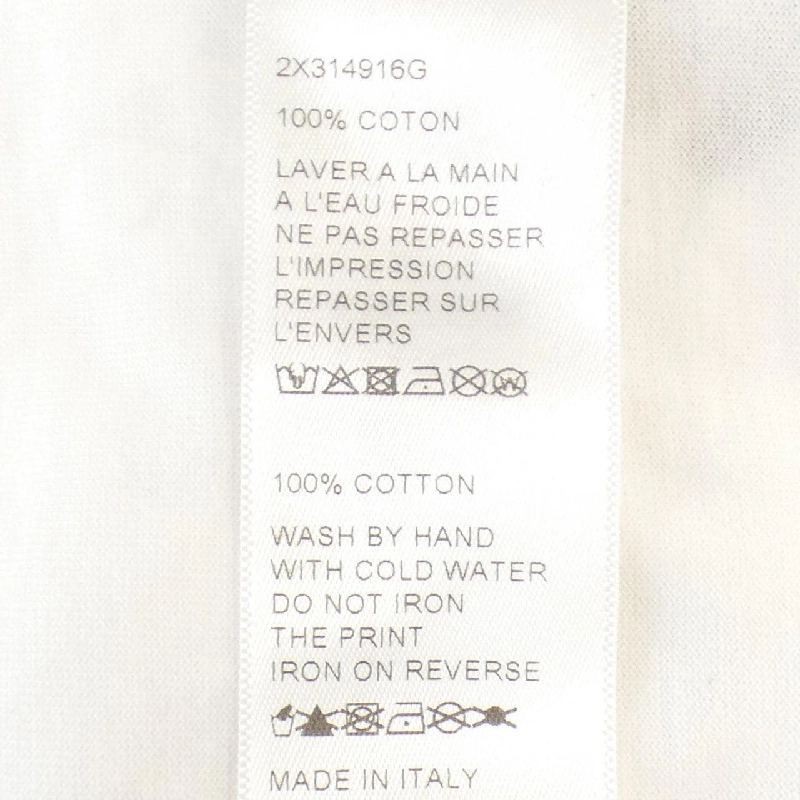 2X314916G
100% COTON
LAVER A LA MAIN
A L'EAU FROIDE
NE PAS REPASSER
L'IMPRESSION
REPASSER SUR
L'ENVERS
100% COTTON
WASH BY HAND
WITH COLD WATER
DO NOT IRON
THE PRINT
IRON ON REVERSE
MADE IN ITALY